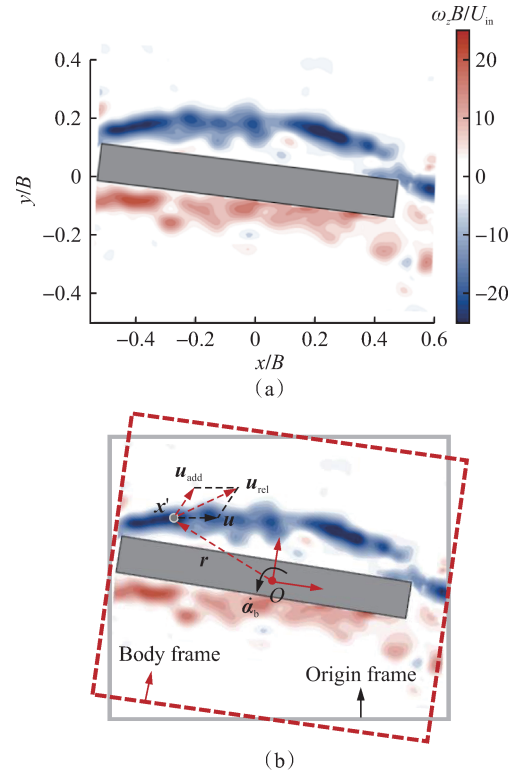 ω_z B/U_in
0.4
0.2
0
−0.2
−0.4
y/B
20
10
0
−10
−20
−0.4 −0.2 0 0.2 0.4 0.6
x/B
(a)
u_add
u_rel
x'
u
r
O
α̇_b
Body frame
Origin frame
(b)